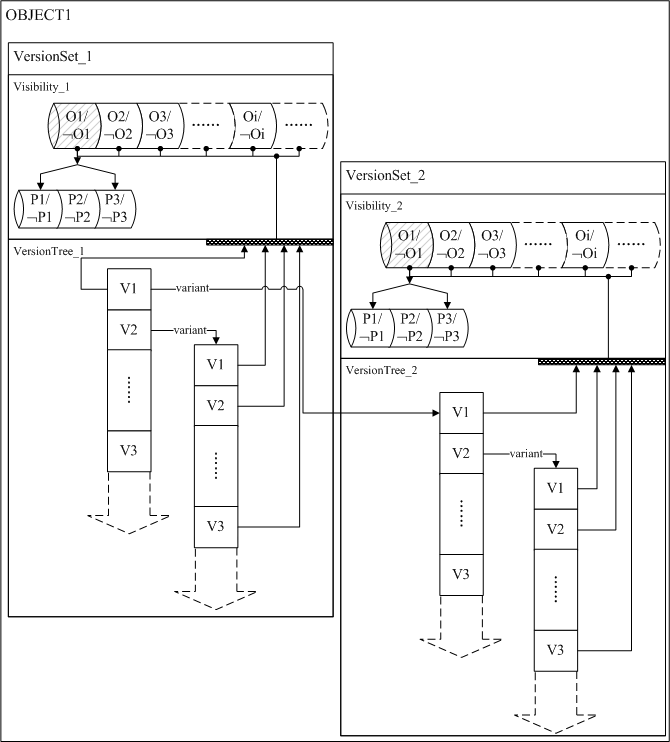 OBJECT1
VersionSet_1
Visibility_1
O1/ O2/ O3/ ...... Oi/ ......
¬O1 ¬O2 ¬O3 ¬Oi
P1/ P2/ P3/
¬P1 ¬P2 ¬P3
VersionTree_1
V1 variant
V2 variant
V1
V2
......
......
V3
V3
VersionSet_2
Visibility_2
O1/ O2/ O3/ ...... Oi/ ......
¬O1 ¬O2 ¬O3 ¬Oi
P1/ P2/ P3/
¬P1 ¬P2 ¬P3
VersionTree_2
V1
V2 variant
V1
......
V2
V3
......
V3